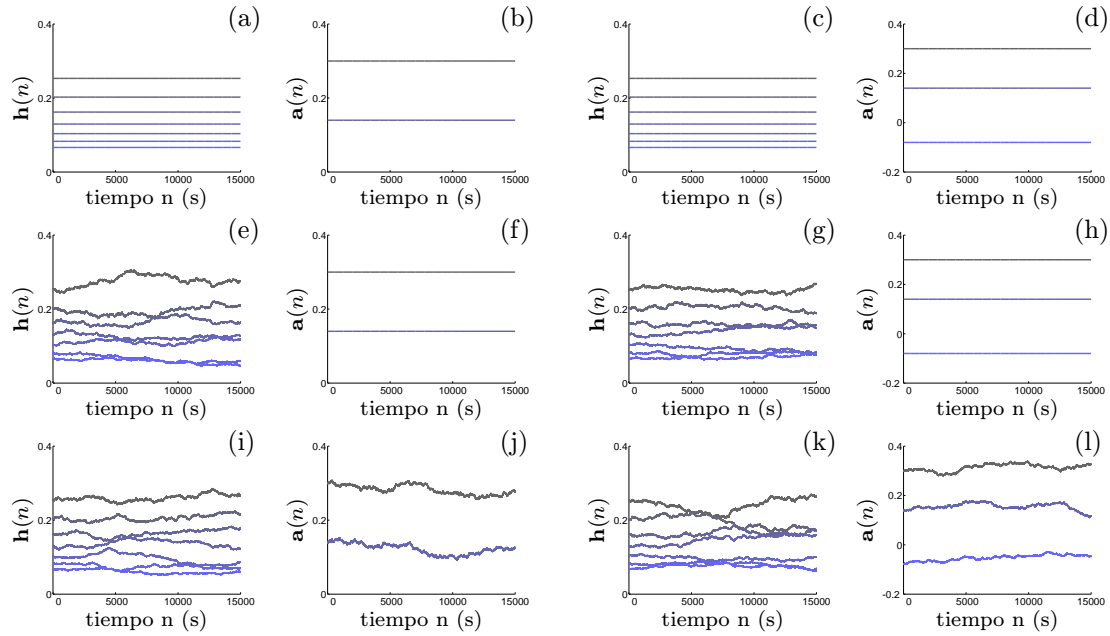 (a) (b) (c) (d)
0.4 0.4 0.4 0.4
0.2 0.2 0.2 0.2
0 0 0 0
-0.2
h(n) a(n) h(n) a(n)
0 5000 10000 15000 0 5000 10000 15000 0 5000 10000 15000 0 5000 10000 15000
tiempo n (s) tiempo n (s) tiempo n (s) tiempo n (s)
(e) (f) (g) (h)
0.4 0.4 0.4 0.4
0.2 0.2 0.2 0.2
0 0 0 0
-0.2
h(n) a(n) h(n) a(n)
0 5000 10000 15000 0 5000 10000 15000 0 5000 10000 15000 0 5000 10000 15000
tiempo n (s) tiempo n (s) tiempo n (s) tiempo n (s)
(i) (j) (k) (l)
0.4 0.4 0.4 0.4
0.2 0.2 0.2 0.2
0 0 0 0
-0.2
h(n) a(n) h(n) a(n)
0 5000 10000 15000 0 5000 10000 15000 0 5000 10000 15000 0 5000 10000 15000
tiempo n (s) tiempo n (s) tiempo n (s) tiempo n (s)